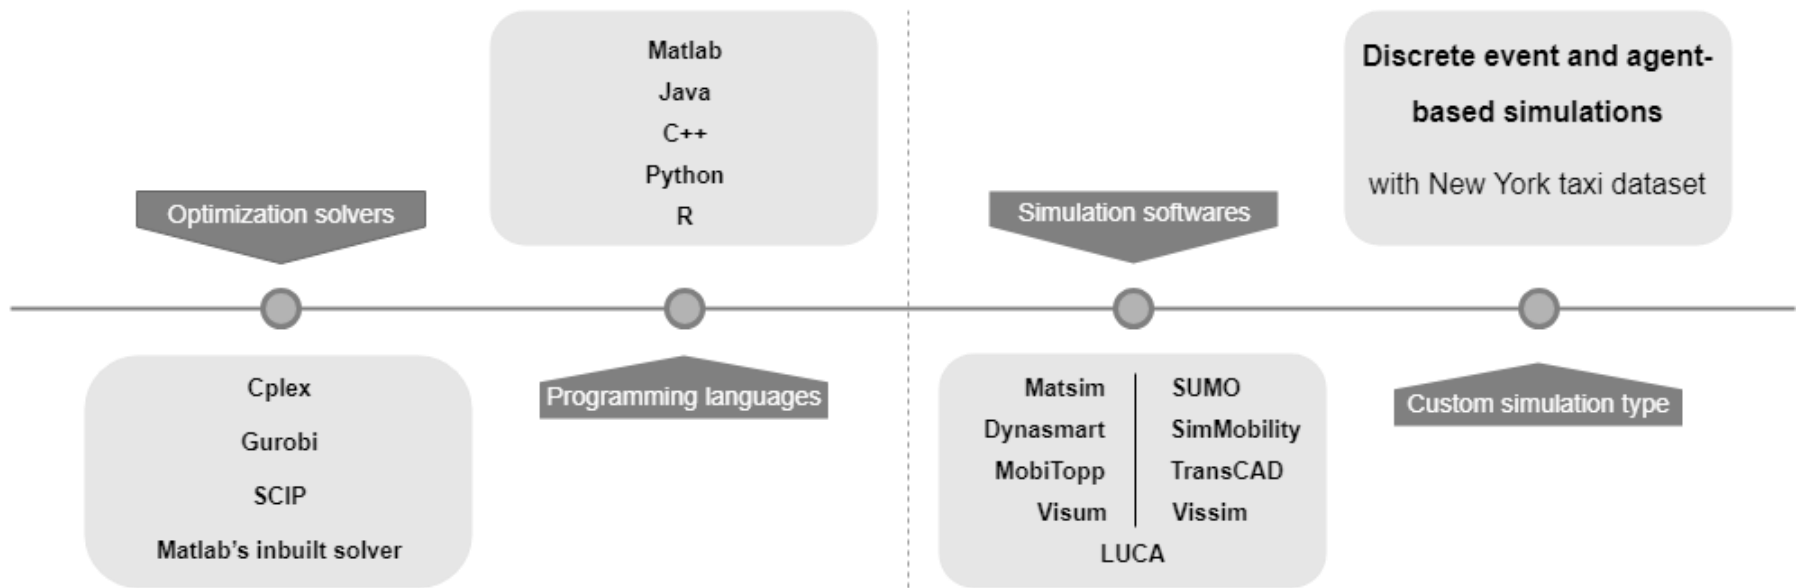 Optimization solvers
Cplex
Gurobi
SCIP
Matlab's inbuilt solver
Matlab
Java
C++
Python
R
Programming languages
Simulation softwares
Matsim
Dynasmart
MobiTopp
Visum
SUMO
SimMobility
TransCAD
Vissim
LUCA
Discrete event and agent-
based simulations
with New York taxi dataset
Custom simulation type